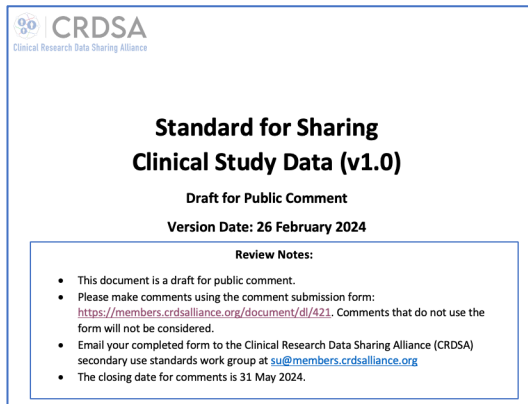 CRDSA
Clinical Research Data Sharing Alliance
Standard for Sharing
Clinical Study Data (v1.0)
Draft for Public Comment
Version Date: 26 February 2024
Review Notes:
• This document is a draft for public comment.
• Please make comments using the comment submission form:
https://members.crdsalliance.org/document/dl/421. Comments that do not use the
form will not be considered.
• Email your completed form to the Clinical Research Data Sharing Alliance (CRDSA)
secondary use standards work group at su@members.crdsalliance.org
• The closing date for comments is 31 May 2024.